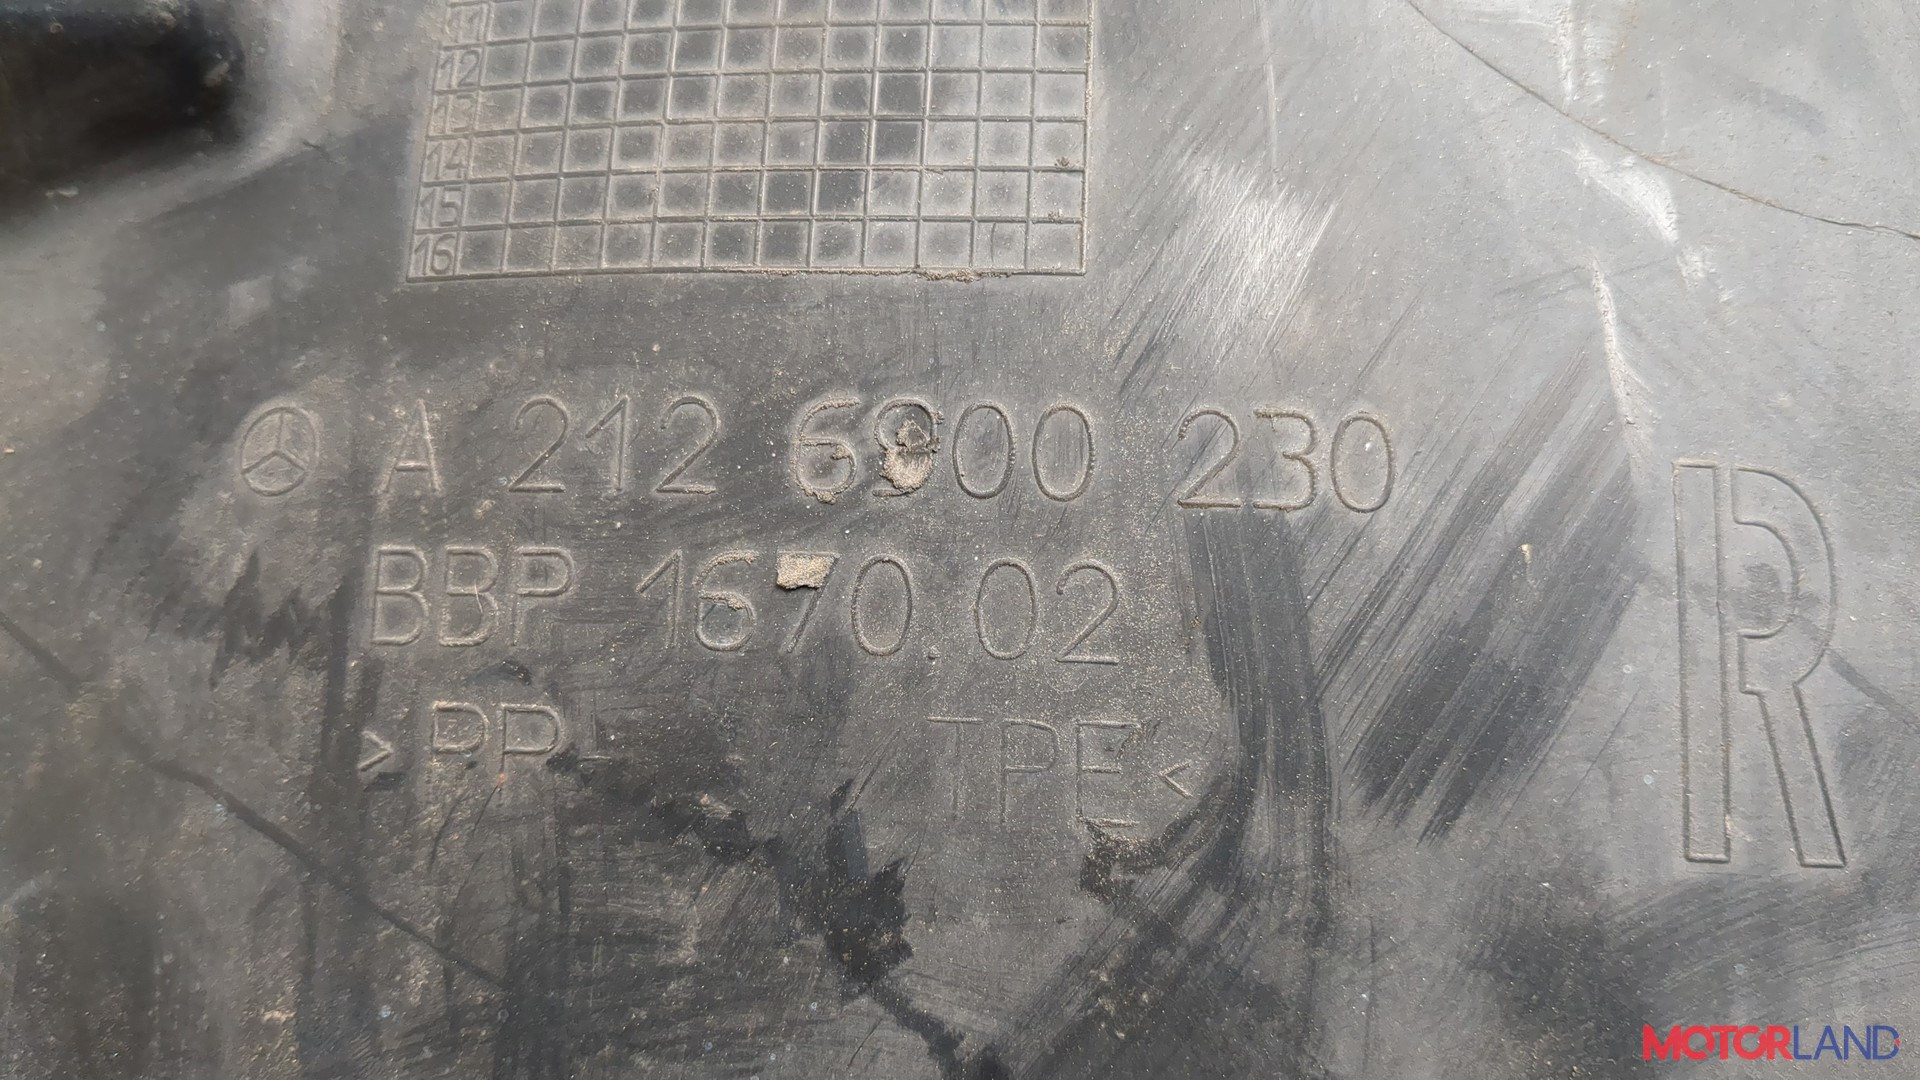 11
12
13
14
15
16
A 212 6900 230
BBP 1670.02
> PP- TPE <
R
MOTORLAND